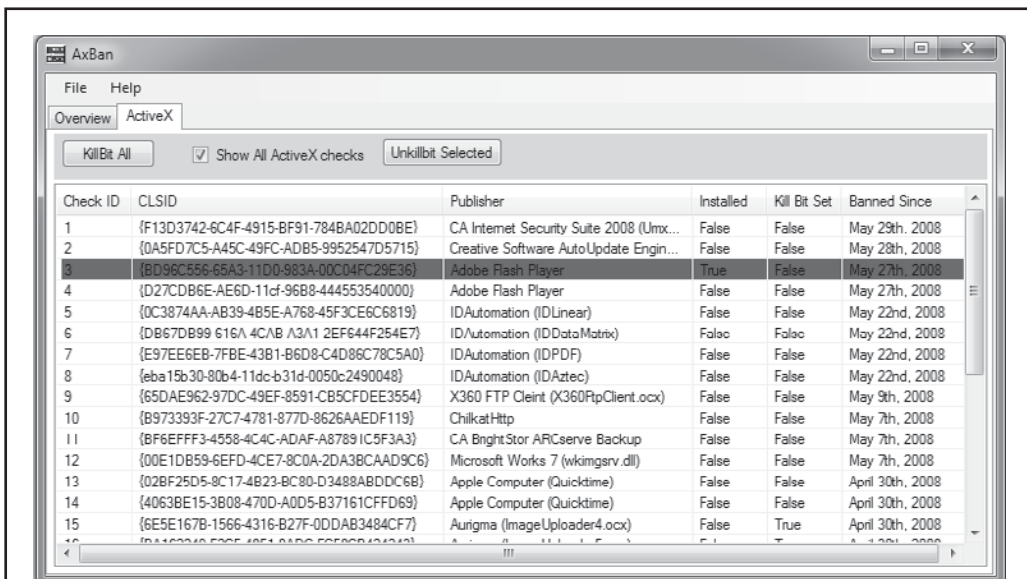 AxBan
File Help
Overview ActiveX
KillBit All Show All ActiveX checks Unkillbit Selected
Check ID CLSID Publisher Installed Kill Bit Set Banned Since
1 {F13D3742-6C4F-4915-BF91-784BA02DD0BE} CA Internet Security Suite 2008 (Umx... False False May 29th, 2008
2 {0A5FD7C5-A45C-49FC-ADB5-9952547D5715} Creative Software AutoUpdate Engin... False False May 28th, 2008
3 {BD96C556-65A3-11D0-983A-00C04FC29E36} Adobe Flash Player True False May 27th, 2008
4 {D27CDB6E-AE6D-11cf-96B8-444553540000} Adobe Flash Player False False May 27th, 2008
5 {0C3874AA-AB39-4B5E-A768-45F3CE6C6819} IDAutomation (IDLinear) False False May 22nd, 2008
6 {DB67DB99 616A 4CAB A3A1 2EF644F254E7} IDAutomation (IDDataMatrix) False False May 22nd, 2008
7 {E97EE6EB-7FBE-43B1-B6D8-C4D86C78C5A0} IDAutomation (IDPDF) False False May 22nd, 2008
8 {eba15b30-80b4-11dc-b31d-0050c2490048} IDAutomation (IDAztec) False False May 22nd, 2008
9 {65DAE962-97DC-49EF-8591-CB5CFDEE3554} X360 FTP Cleint (X360FtpClient.ocx) False False May 9th, 2008
10 {B973393F-27C7-4781-877D-8626AAEDF119} ChilkatHttp False False May 7th, 2008
11 {BF6EFFF3-4558-4C4C-ADAF-A87891C5F3A3} CA BrightStor ARCserve Backup False False May 7th, 2008
12 {00E1DB59-6EFD-4CE7-8C0A-2DA3BCAAD9C6} Microsoft Works 7 (wkimgsrv.dll) False False May 7th, 2008
13 {02BF25D5-8C17-4B23-BC80-D3488ABDDC6B} Apple Computer (Quicktime) False False April 30th, 2008
14 {4063BE15-3B08-470D-A0D5-B37161CFFD69} Apple Computer (Quicktime) False False April 30th, 2008
15 {6E5E167B-1566-4316-B27F-0DDAB3484CF7} Aurigma (ImageUploader4.ocx) False True April 30th, 2008